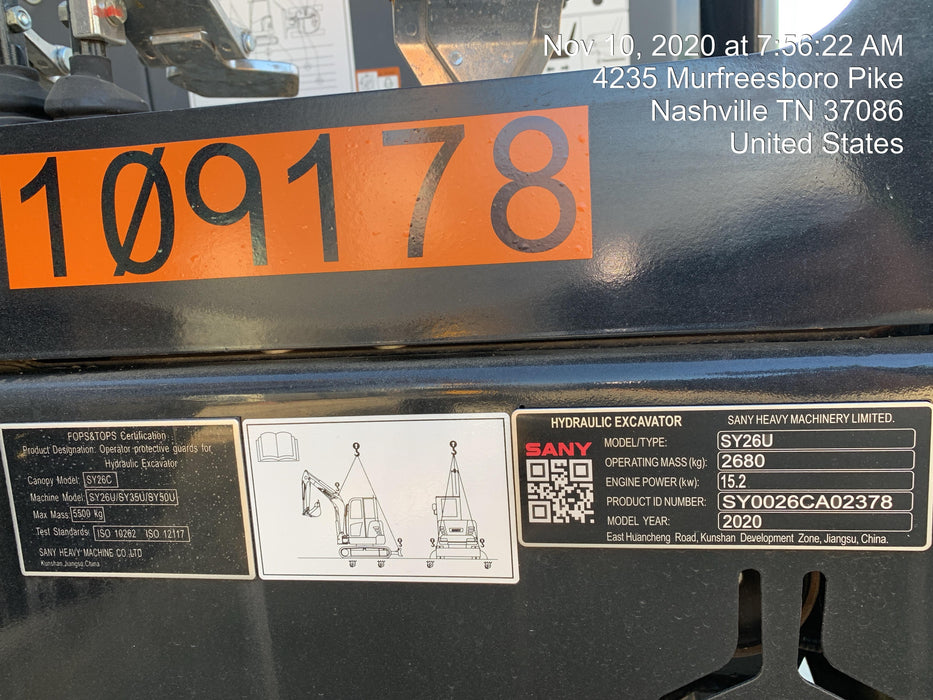 Nov 10, 2020 at 7:56:22 AM
4235 Murfreesboro Pike
Nashville TN 37086
United States
109178
FOPS&TOPS Certification
Product Designation: Operator protective guards for
Hydraulic Excavator
Canopy Model: SY26C
Machine Model: SY26U/SY35U/SY50U
Max Mass: 5500 kg
Test Standards: ISO 10262 ISO 12117
SANY HEAVY MACHINE CO.,LTD
Kunshan,Jiangsu,China
HYDRAULIC EXCAVATOR
SANY HEAVY MACHINERY LIMITED.
SANY
MODEL/TYPE: SY26U
OPERATING MASS (kg): 2680
ENGINE POWER (kw): 15.2
PRODUCT ID NUMBER: SY0026CA02378
MODEL YEAR: 2020
East Huancheng Road, Kunshan Development Zone, Jiangsu, China.